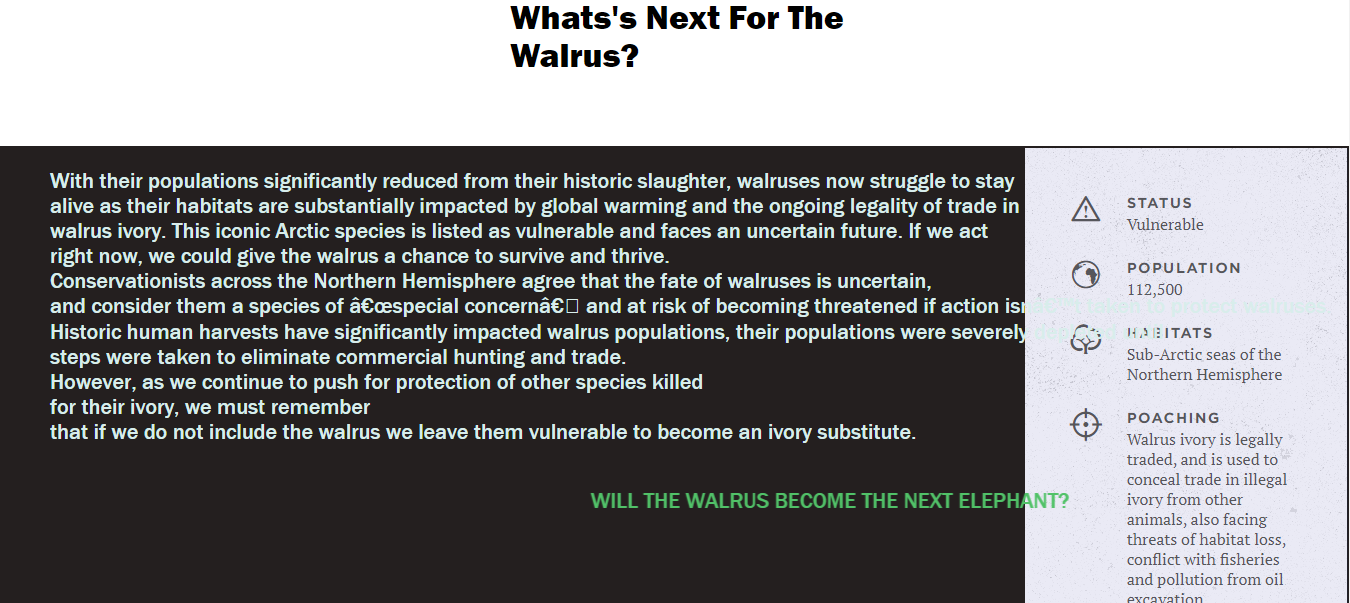 Whats's Next For The
Walrus?
With their populations significantly reduced from their historic slaughter, walruses now struggle to stay
alive as their habitats are substantially impacted by global warming and the ongoing legality of trade in
walrus ivory. This iconic Arctic species is listed as vulnerable and faces an uncertain future. If we act
right now, we could give the walrus a chance to survive and thrive.
Conservationists across the Northern Hemisphere agree that the fate of walruses is uncertain,
and consider them a species of â€œspecial concernâ€□ and at risk of becoming threatened if action to protect walruses
Historic human harvests have significantly impacted walrus populations, their populations were severely
steps were taken to eliminate commercial hunting and trade.
However, as we continue to push for protection of other species killed
for their ivory, we must remember
that if we do not include the walrus we leave them vulnerable to become an ivory substitute.
WILL THE WALRUS BECOME THE NEXT ELEPHANT?
STATUS
Vulnerable
POPULATION
112,500
HABITATS
Sub-Arctic seas of the
Northern Hemisphere
POACHING
Walrus ivory is legally
traded, and is used to
conceal trade in illegal
ivory from other
animals, also facing
threats of habitat loss,
conflict with fisheries
and pollution from oil
excavation